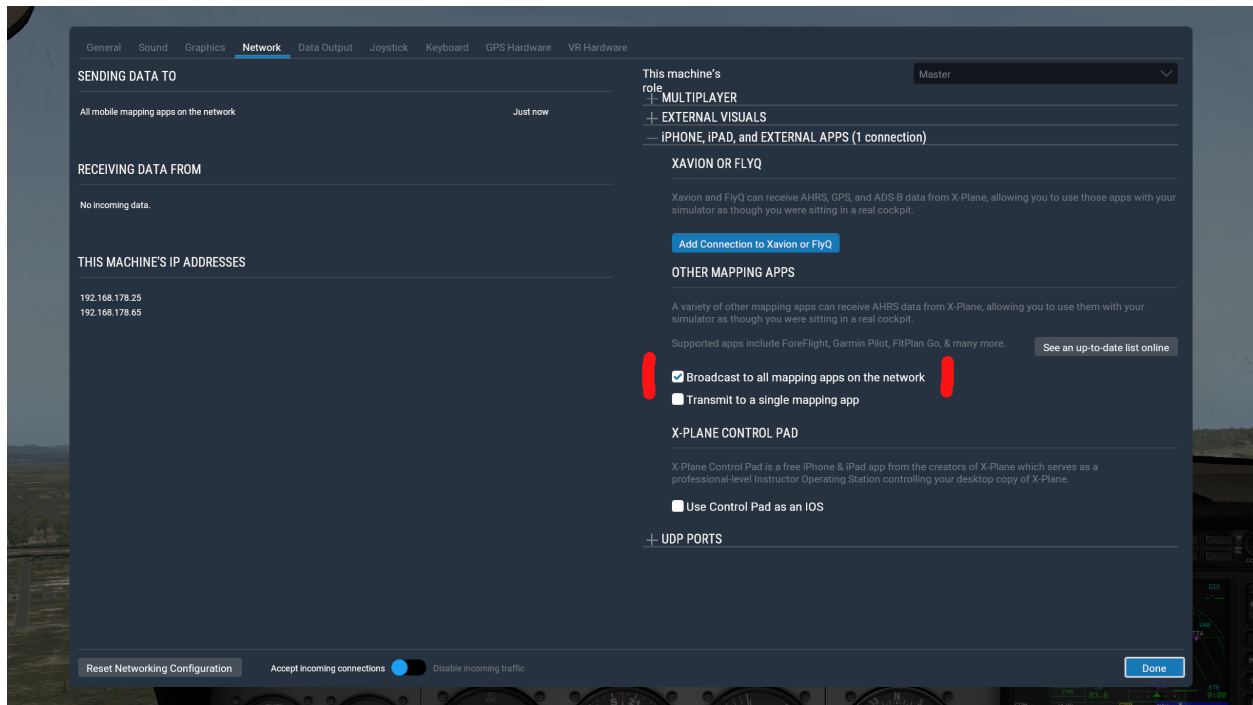 General Sound Graphics Network Data Output Joystick Keyboard GPS Hardware VR Hardware
SENDING DATA TO
All mobile mapping apps on the network Just now
RECEIVING DATA FROM
No incoming data.
THIS MACHINE'S IP ADDRESSES
192.168.178.25
192.168.178.65
This machine's
role
Master
MULTIPLAYER
EXTERNAL VISUALS
iPHONE, iPAD, and EXTERNAL APPS (1 connection)
XAVION OR FLYQ
Xavion and FlyQ can receive AHRS, GPS, and ADS-B data from X-Plane, allowing you to use those apps with your
simulator as though you were sitting in a real cockpit.
Add Connection to Xavion or FlyQ
OTHER MAPPING APPS
A variety of other mapping apps can receive AHRS data from X-Plane, allowing you to use them with your
simulator as though you were sitting in a real cockpit.
Supported apps include ForeFlight, Garmin Pilot, FltPlan Go, & many more.
See an up-to-date list online
Broadcast to all mapping apps on the network
Transmit to a single mapping app
X-PLANE CONTROL PAD
X-Plane Control Pad is a free iPhone & iPad app from the creators of X-Plane which serves as a
professional-level Instructor Operating Station controlling your desktop copy of X-Plane.
Use Control Pad as an IOS
UDP PORTS
Reset Networking Configuration
Accept incoming connections Disable incoming traffic
Done